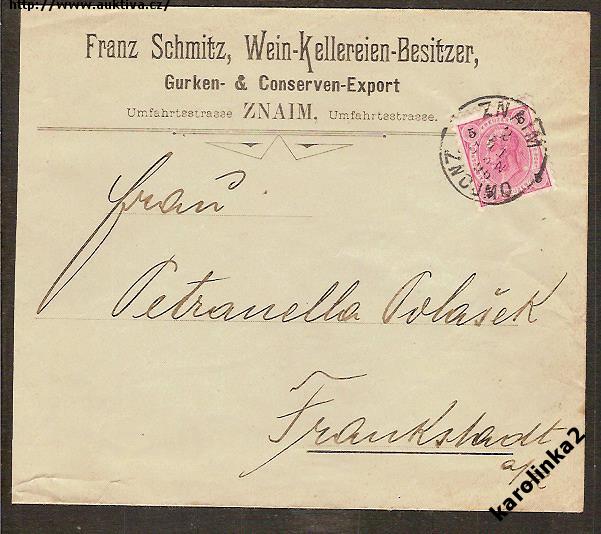 http://www.auktiva.cz/
Franz Schmitz, Wein-Kellereien-Besitzer,
Gurken- & Conserven-Export
Umfahrtsstrasse ZNAIM, Umfahrtsstrasse.
ZNAIM
ZNOJMO
Frau
Petranella Polašek
Frankstadt
a/R
karolinka2